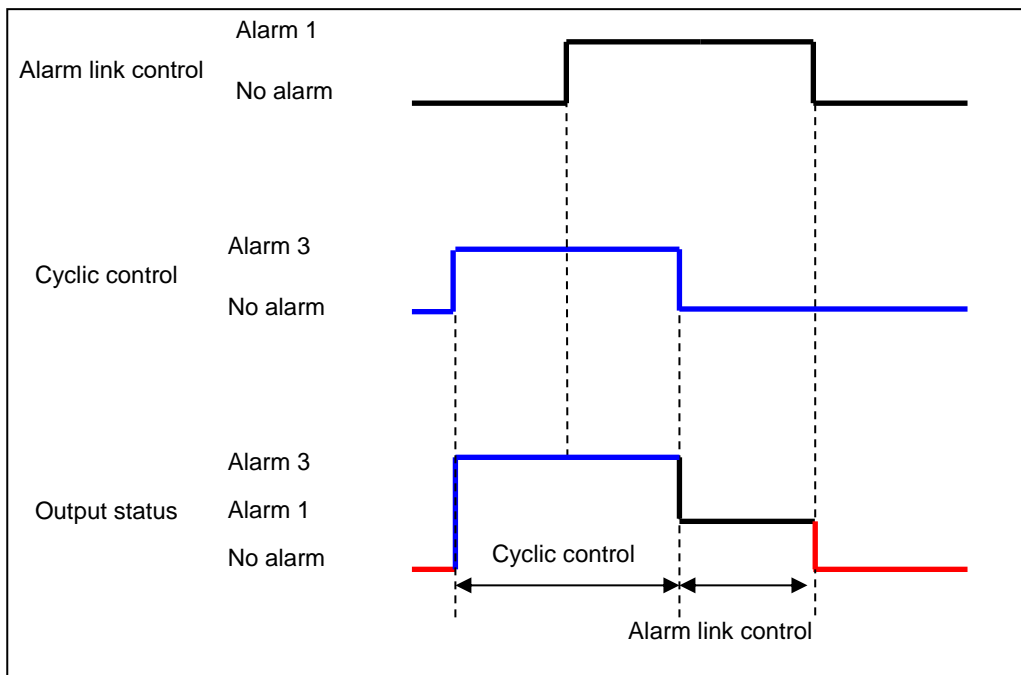 Alarm 1
Alarm link control
No alarm
Alarm 3
Cyclic control
No alarm
Alarm 3
Output status
Alarm 1
No alarm
Cyclic control
Alarm link control